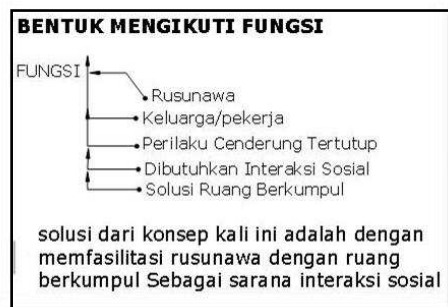 BENTUK MENGIKUTI FUNGSI
FUNGSI
Rusunawa
Keluarga/pekerja
Perilaku Cenderung Tertutup
Dibutuhkan Interaksi Sosial
Solusi Ruang Berkumpul
solusi dari konsep kali ini adalah dengan
memfasilitasi rusunawa dengan ruang
berkumpul Sebagai sarana interaksi sosial